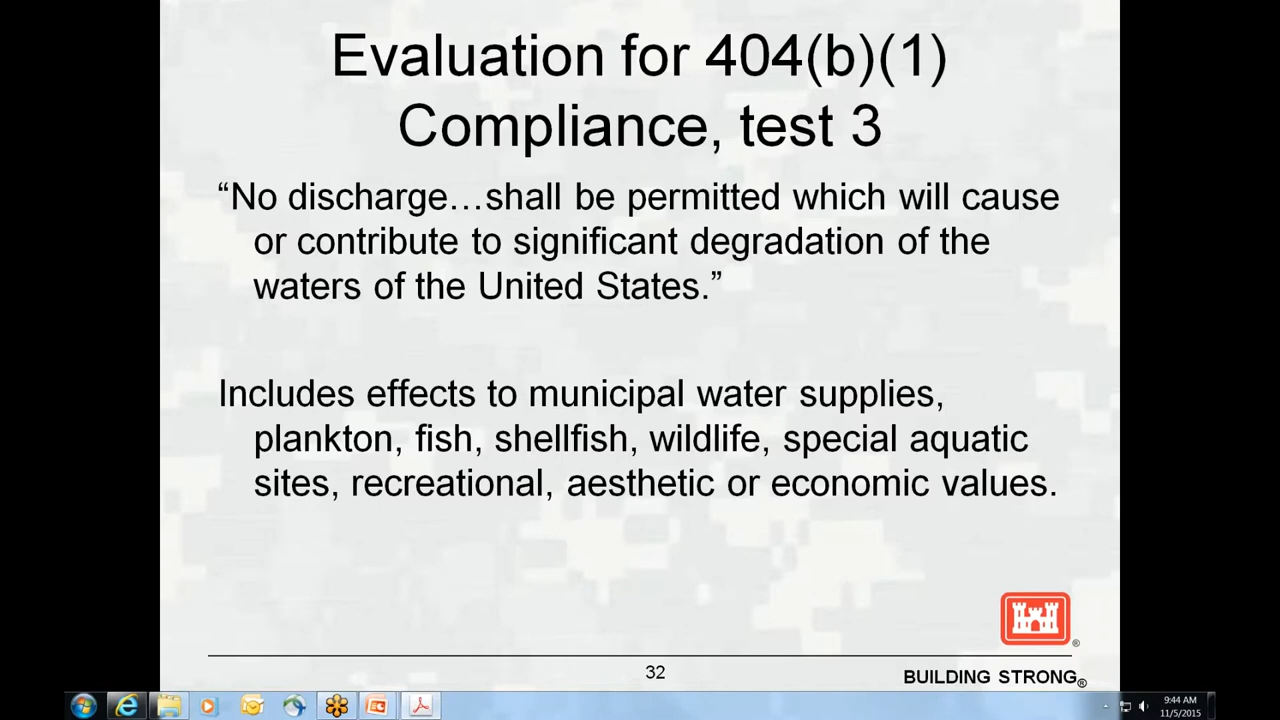 Evaluation for 404(b)(1)
Compliance, test 3
“No discharge…shall be permitted which will cause
or contribute to significant degradation of the
waters of the United States.”
Includes effects to municipal water supplies,
plankton, fish, shellfish, wildlife, special aquatic
sites, recreational, aesthetic or economic values.
®
32
BUILDING STRONG®
9:44 AM
11/5/2015